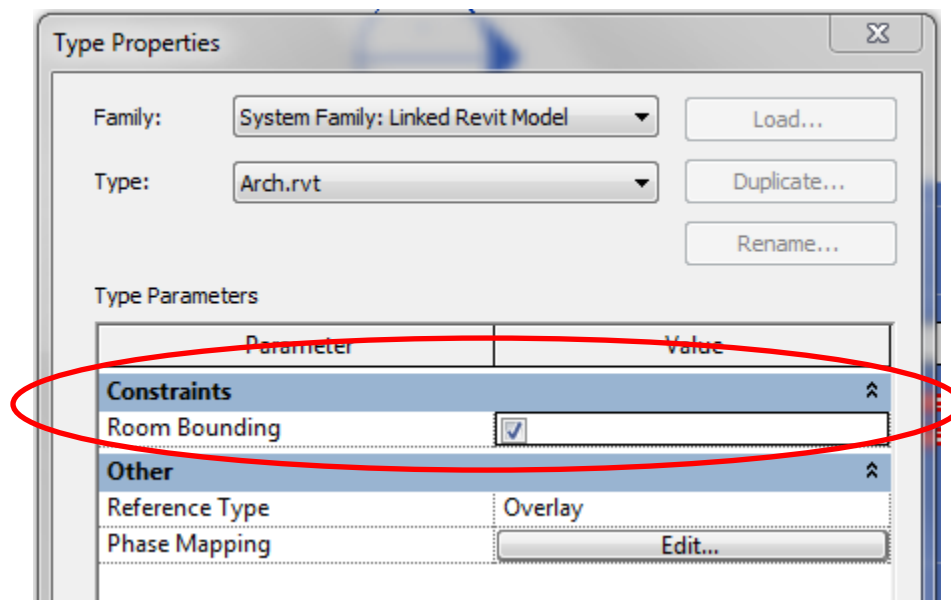 Type Properties
Family: System Family: Linked Revit Model Load...
Type: Arch.rvt Duplicate...
Rename...
Type Parameters
Parameter Value
Constraints
Room Bounding
Other
Reference Type Overlay
Phase Mapping Edit...